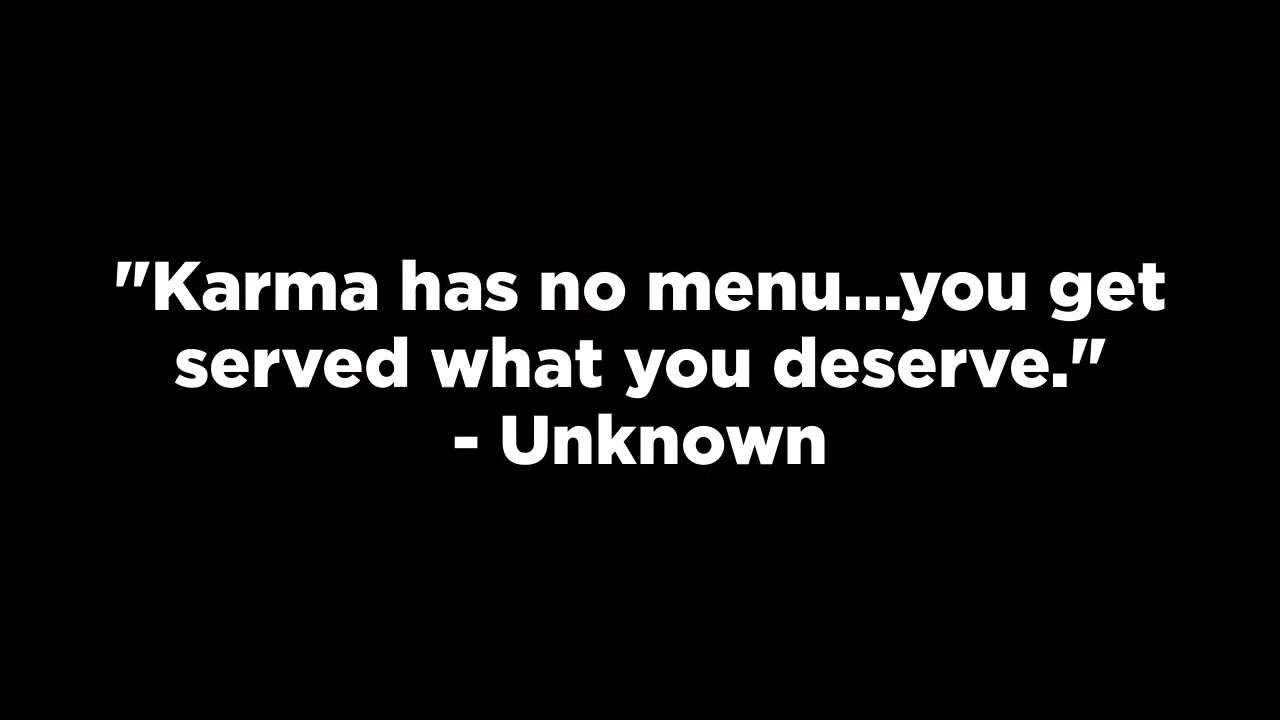 "Karma has no menu...you get
served what you deserve."
- Unknown